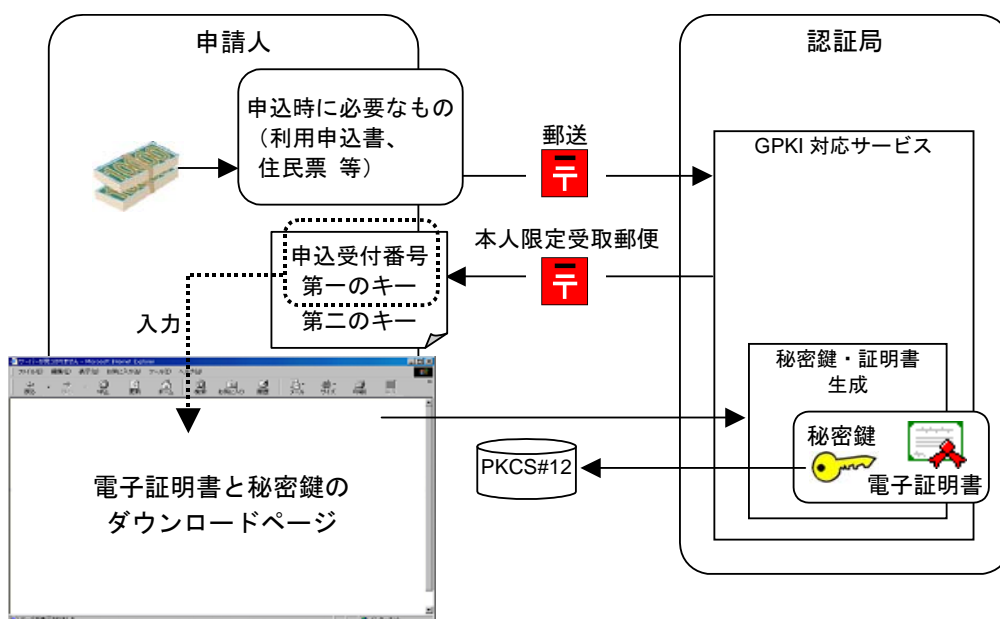 申請人
認証局
申込時に必要なもの
（利用申込書、
住民票 等）
郵送
〒
GPKI 対応サービス
本人限定受取郵便
〒
申込受付番号
第一のキー
第二のキー
入力
秘密鍵・証明書
生成
秘密鍵
電子証明書
PKCS#12
電子証明書と秘密鍵の
ダウンロードページ